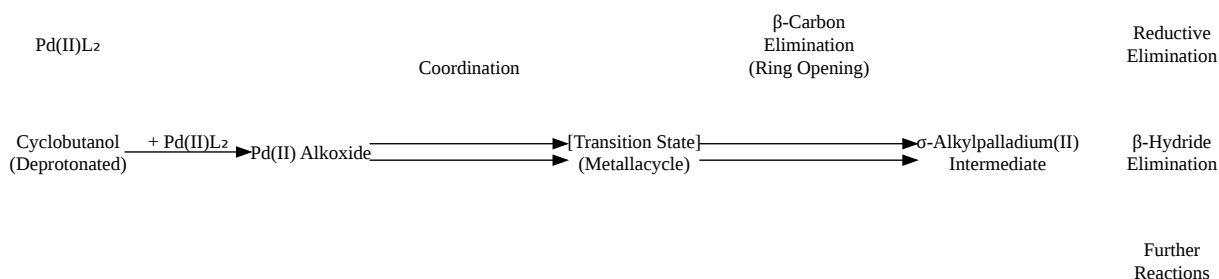 Pd(II)L₂
Coordination
β-Carbon
Elimination
(Ring Opening)
Reductive
Elimination
Cyclobutanol
(Deprotonated)
+ Pd(II)L₂
Pd(II) Alkoxide
[Transition State]
(Metallacycle)
σ-Alkylpalladium(II)
Intermediate
β-Hydride
Elimination
Further
Reactions